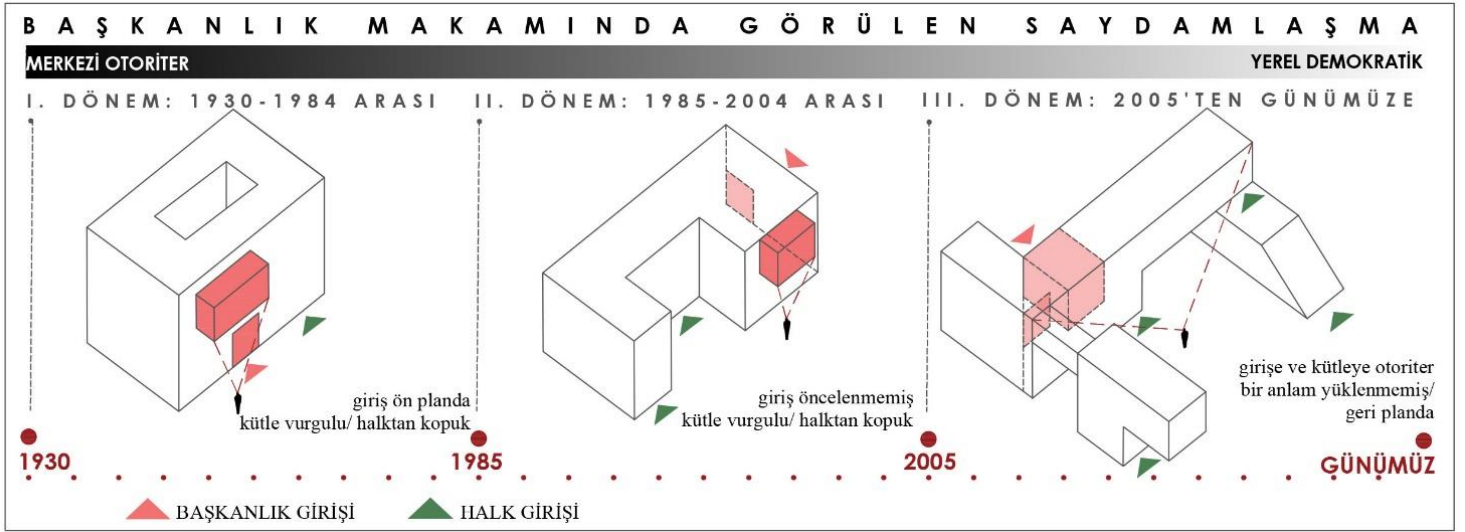 BAŞKANLIK MAKAMINDA GÖRÜLEN SAYDAMLAŞMA
MERKEZİ OTORİTER
YEREL DEMOKRATİK
I. DÖNEM: 1930-1984 ARASI
II. DÖNEM: 1985-2004 ARASI
III. DÖNEM: 2005'TEN GÜNÜMÜZE
giriş ön planda
kütle vurgulu/ halktan kopuk
giriş öncelenmemiş
kütle vurgulu/ halktan kopuk
girişe ve kütleye otoriter
bir anlam yüklenmemiş/
geri planda
1930
1985
2005
GÜNÜMÜZ
BAŞKANLIK GİRİŞİ
HALK GİRİŞİ